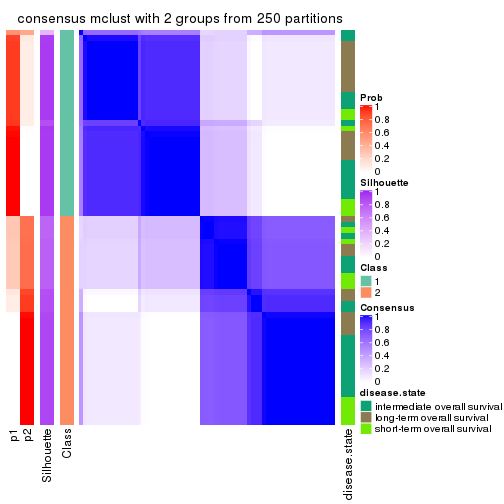 consensus mclust with 2 groups from 250 partitions
Prob
1
0.8
0.6
0.4
0.2
0
Silhouette
1
0.8
0.6
0.4
0.2
0
Class
1
2
Consensus
1
0.8
0.6
0.4
0.2
0
disease.state
intermediate overall survival
long-term overall survival
short-term overall survival
p1
p2
Silhouette
Class
disease.state